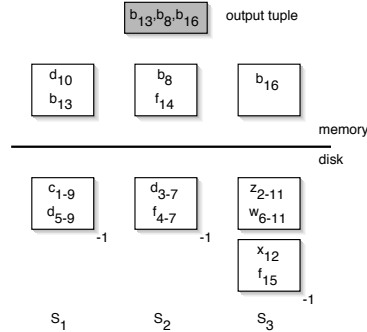 b13,b8,b16 output tuple
d10 b8 b16
b13 f14
memory
disk
c1-9 d3-7 z2-11
d5-9 f4-7 w6-11
-1 -1 x12
f15
-1
S1 S2 S3